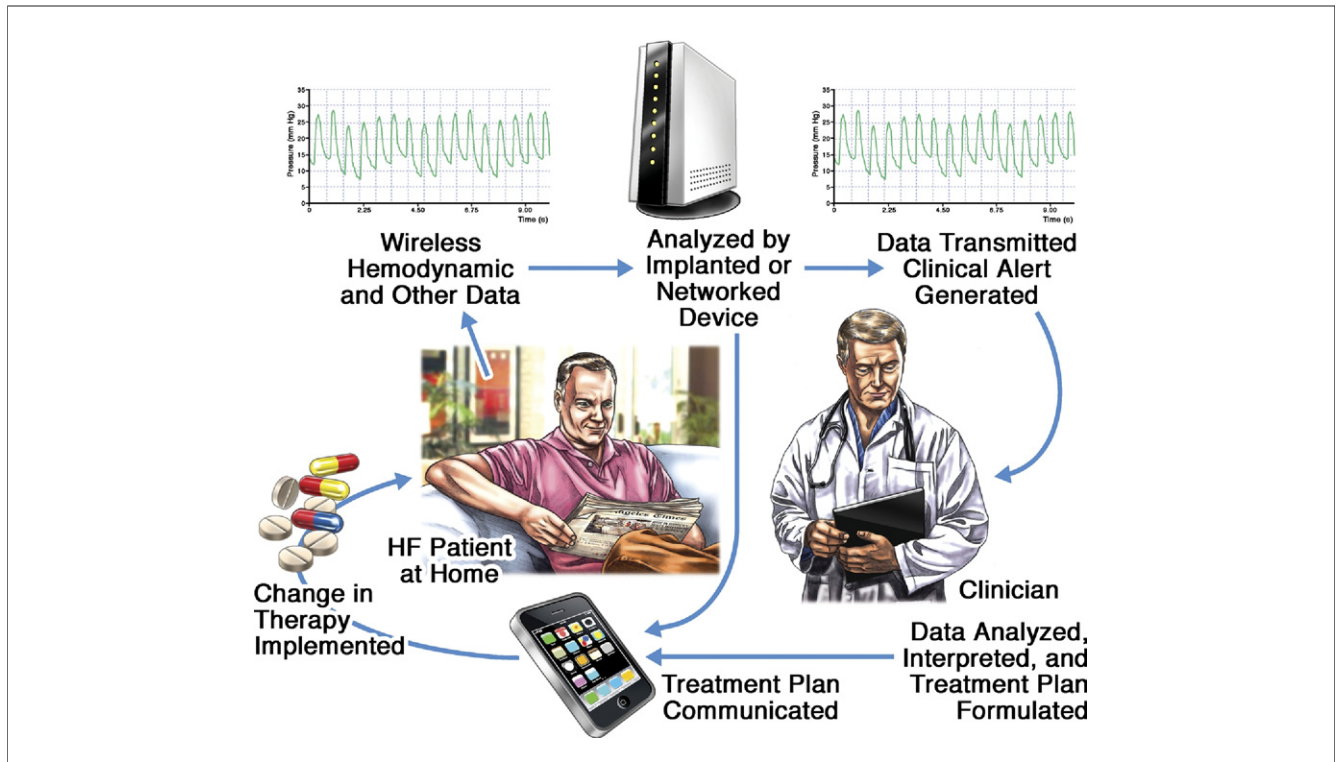 35
30
25
20
15
10
5
0
Pressure (mm Hg)
0 2.25 4.50 6.75 9.00
Time (s)
35
30
25
20
15
10
5
0
Pressure (mm Hg)
0 2.25 4.50 6.75 9.00
Time (s)
Wireless
Hemodynamic
and Other Data
Analyzed by
Implanted or
Networked
Device
Data Transmitted
Clinical Alert
Generated
Angeles Times
HF Patient
at Home
Change in
Therapy
Implemented
Clinician
Data Analyzed,
Interpreted, and
Treatment Plan
Formulated
Treatment Plan
Communicated